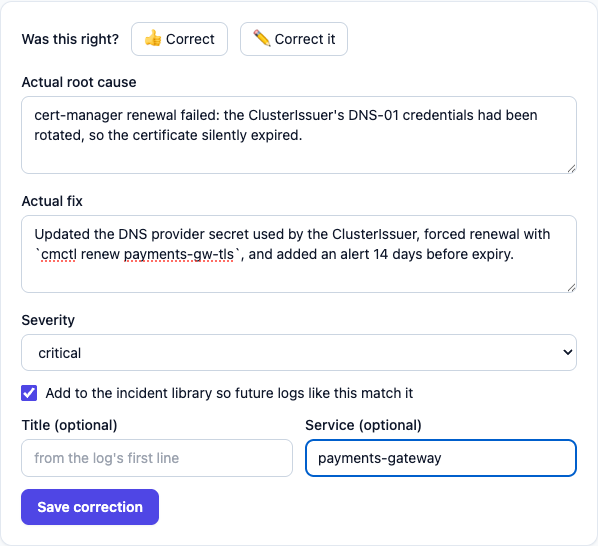 Was this right? 👍 Correct ✏️ Correct it
Actual root cause
cert-manager renewal failed: the ClusterIssuer's DNS-01 credentials had been
rotated, so the certificate silently expired.
Actual fix
Updated the DNS provider secret used by the ClusterIssuer, forced renewal with
`cmctl renew payments-gw-tls`, and added an alert 14 days before expiry.
Severity
critical
Add to the incident library so future logs like this match it
Title (optional) Service (optional)
from the log's first line payments-gateway
Save correction